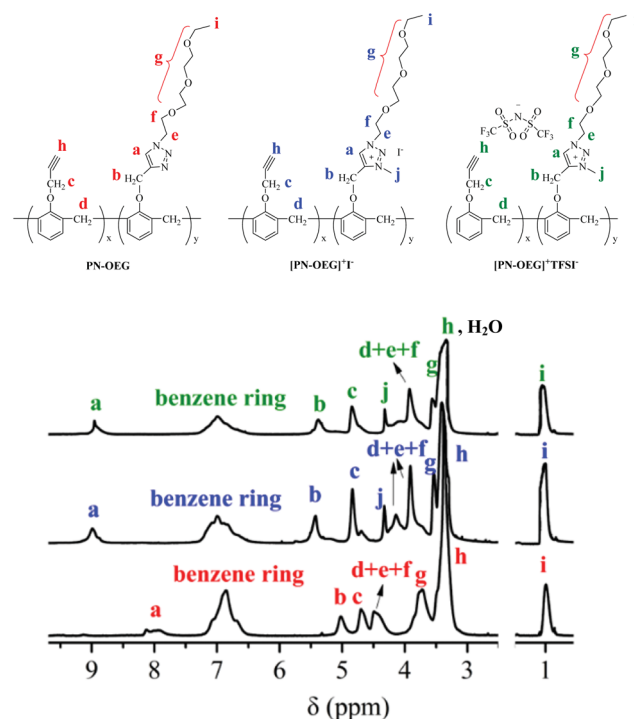 i
g
O
O
O
f
e
a
N
N
N
h
b
H₂C
CH₂
c
O
d
O
CH₂
CH₂
x
y
PN-OEG
i
g
O
O
O
f
e
a
N
N
N
+
I⁻
h
b
H₂C
j
CH₂
c
O
d
O
CH₂
CH₂
x
y
[PN-OEG]⁺I⁻
i
g
O
O
O
O
O
N
⁻
S
S
F₃C
CF₃
O
O
f
e
a
N
N
N
+
h
b
H₂C
j
CH₂
c
O
d
O
CH₂
CH₂
x
y
[PN-OEG]⁺TFSI⁻
h , H₂O
d+e+f
a
benzene ring
b
c
j
g
i
d+e+f
h
a
benzene ring
b
c
j
g
i
h
benzene ring
d+e+f
a
b c
g
i
9 8 7 6 5 4 3 1
δ (ppm)